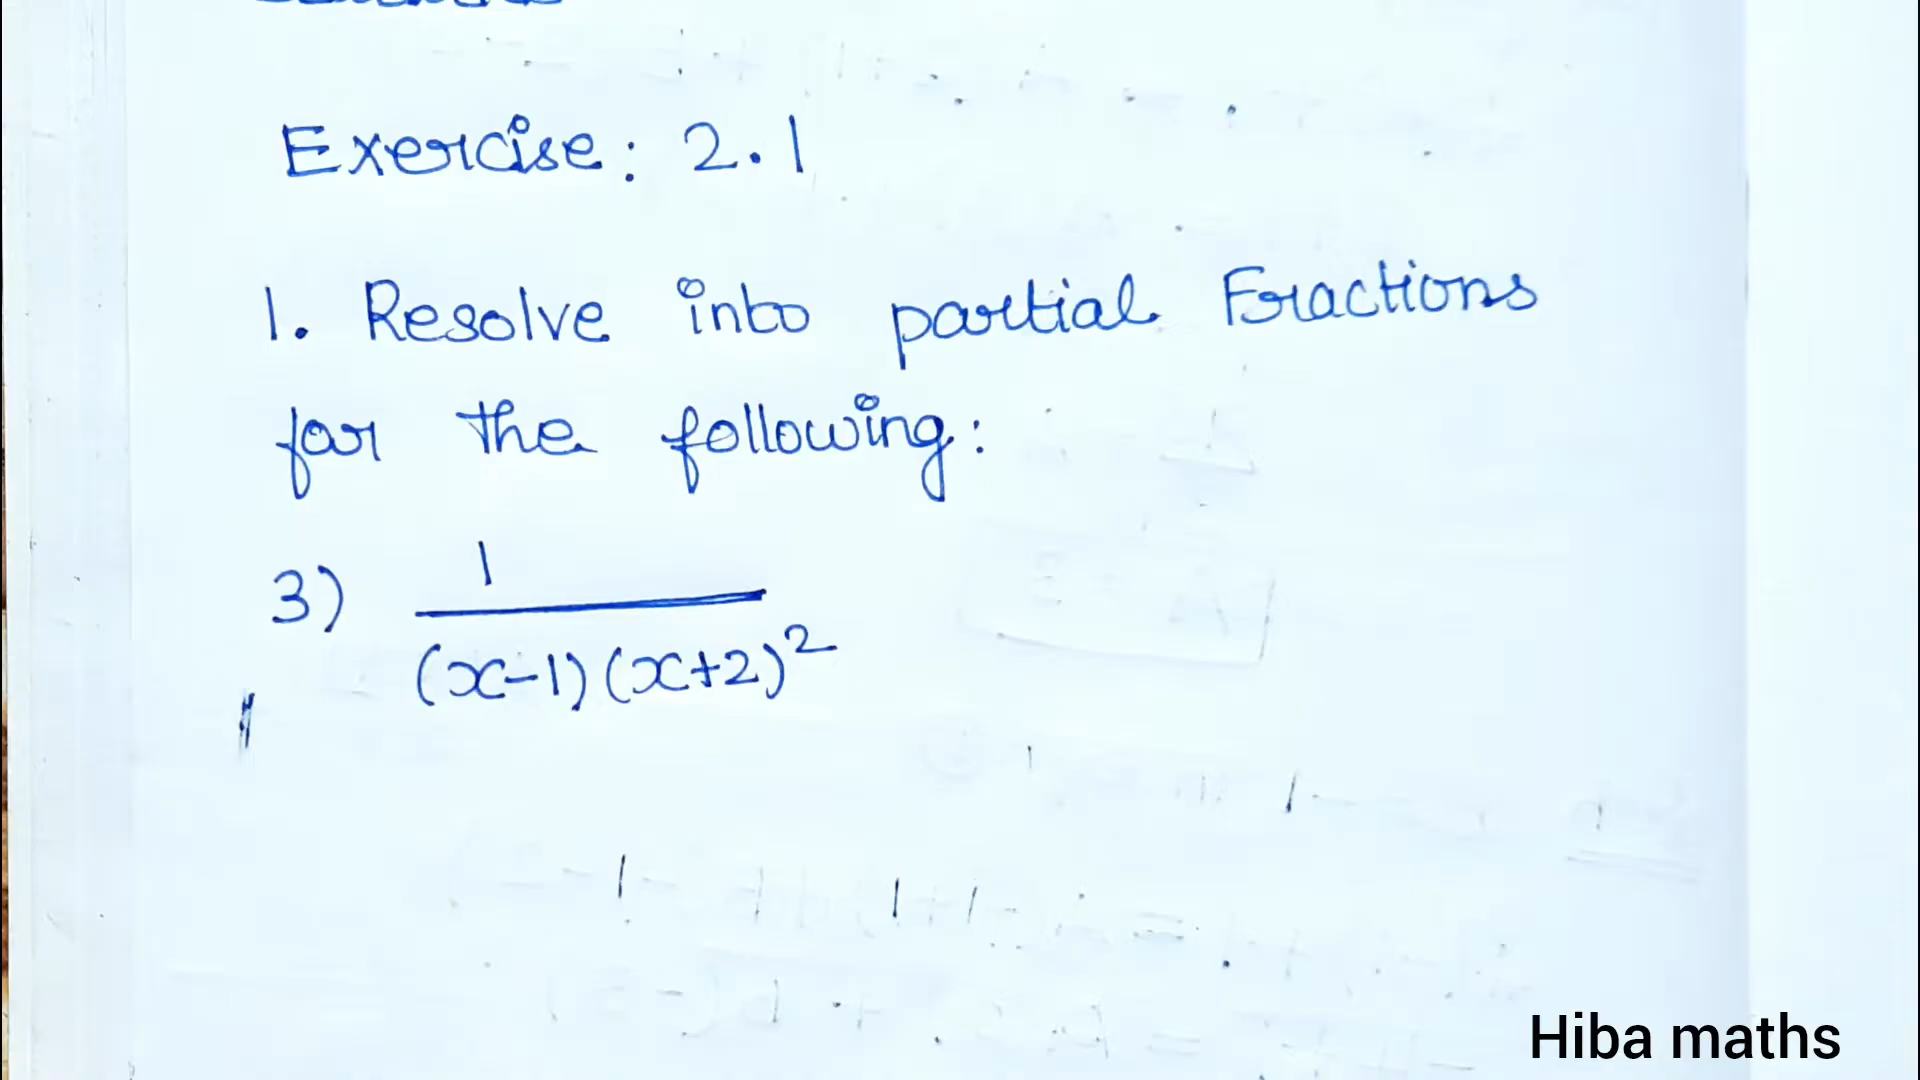 Exercise: 2.1
1. Resolve into partial Fractions
for the following:
3) 1
(x-1)(x+2)²
Hiba maths